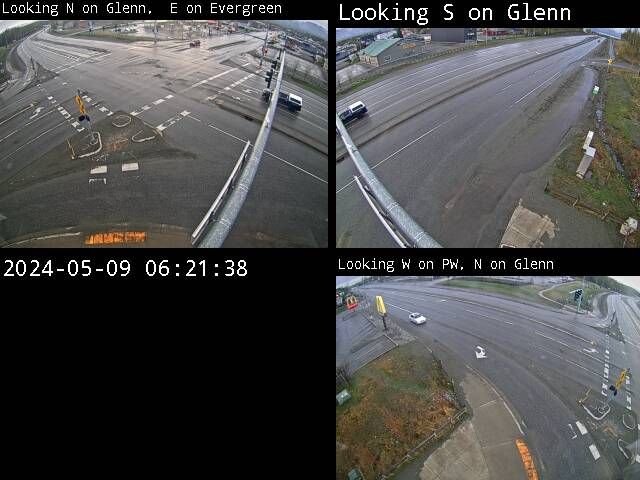 Looking N on Glenn, E on Evergreen
Looking S on Glenn
2024-05-09 06:21:38
Looking W on PW, N on Glenn